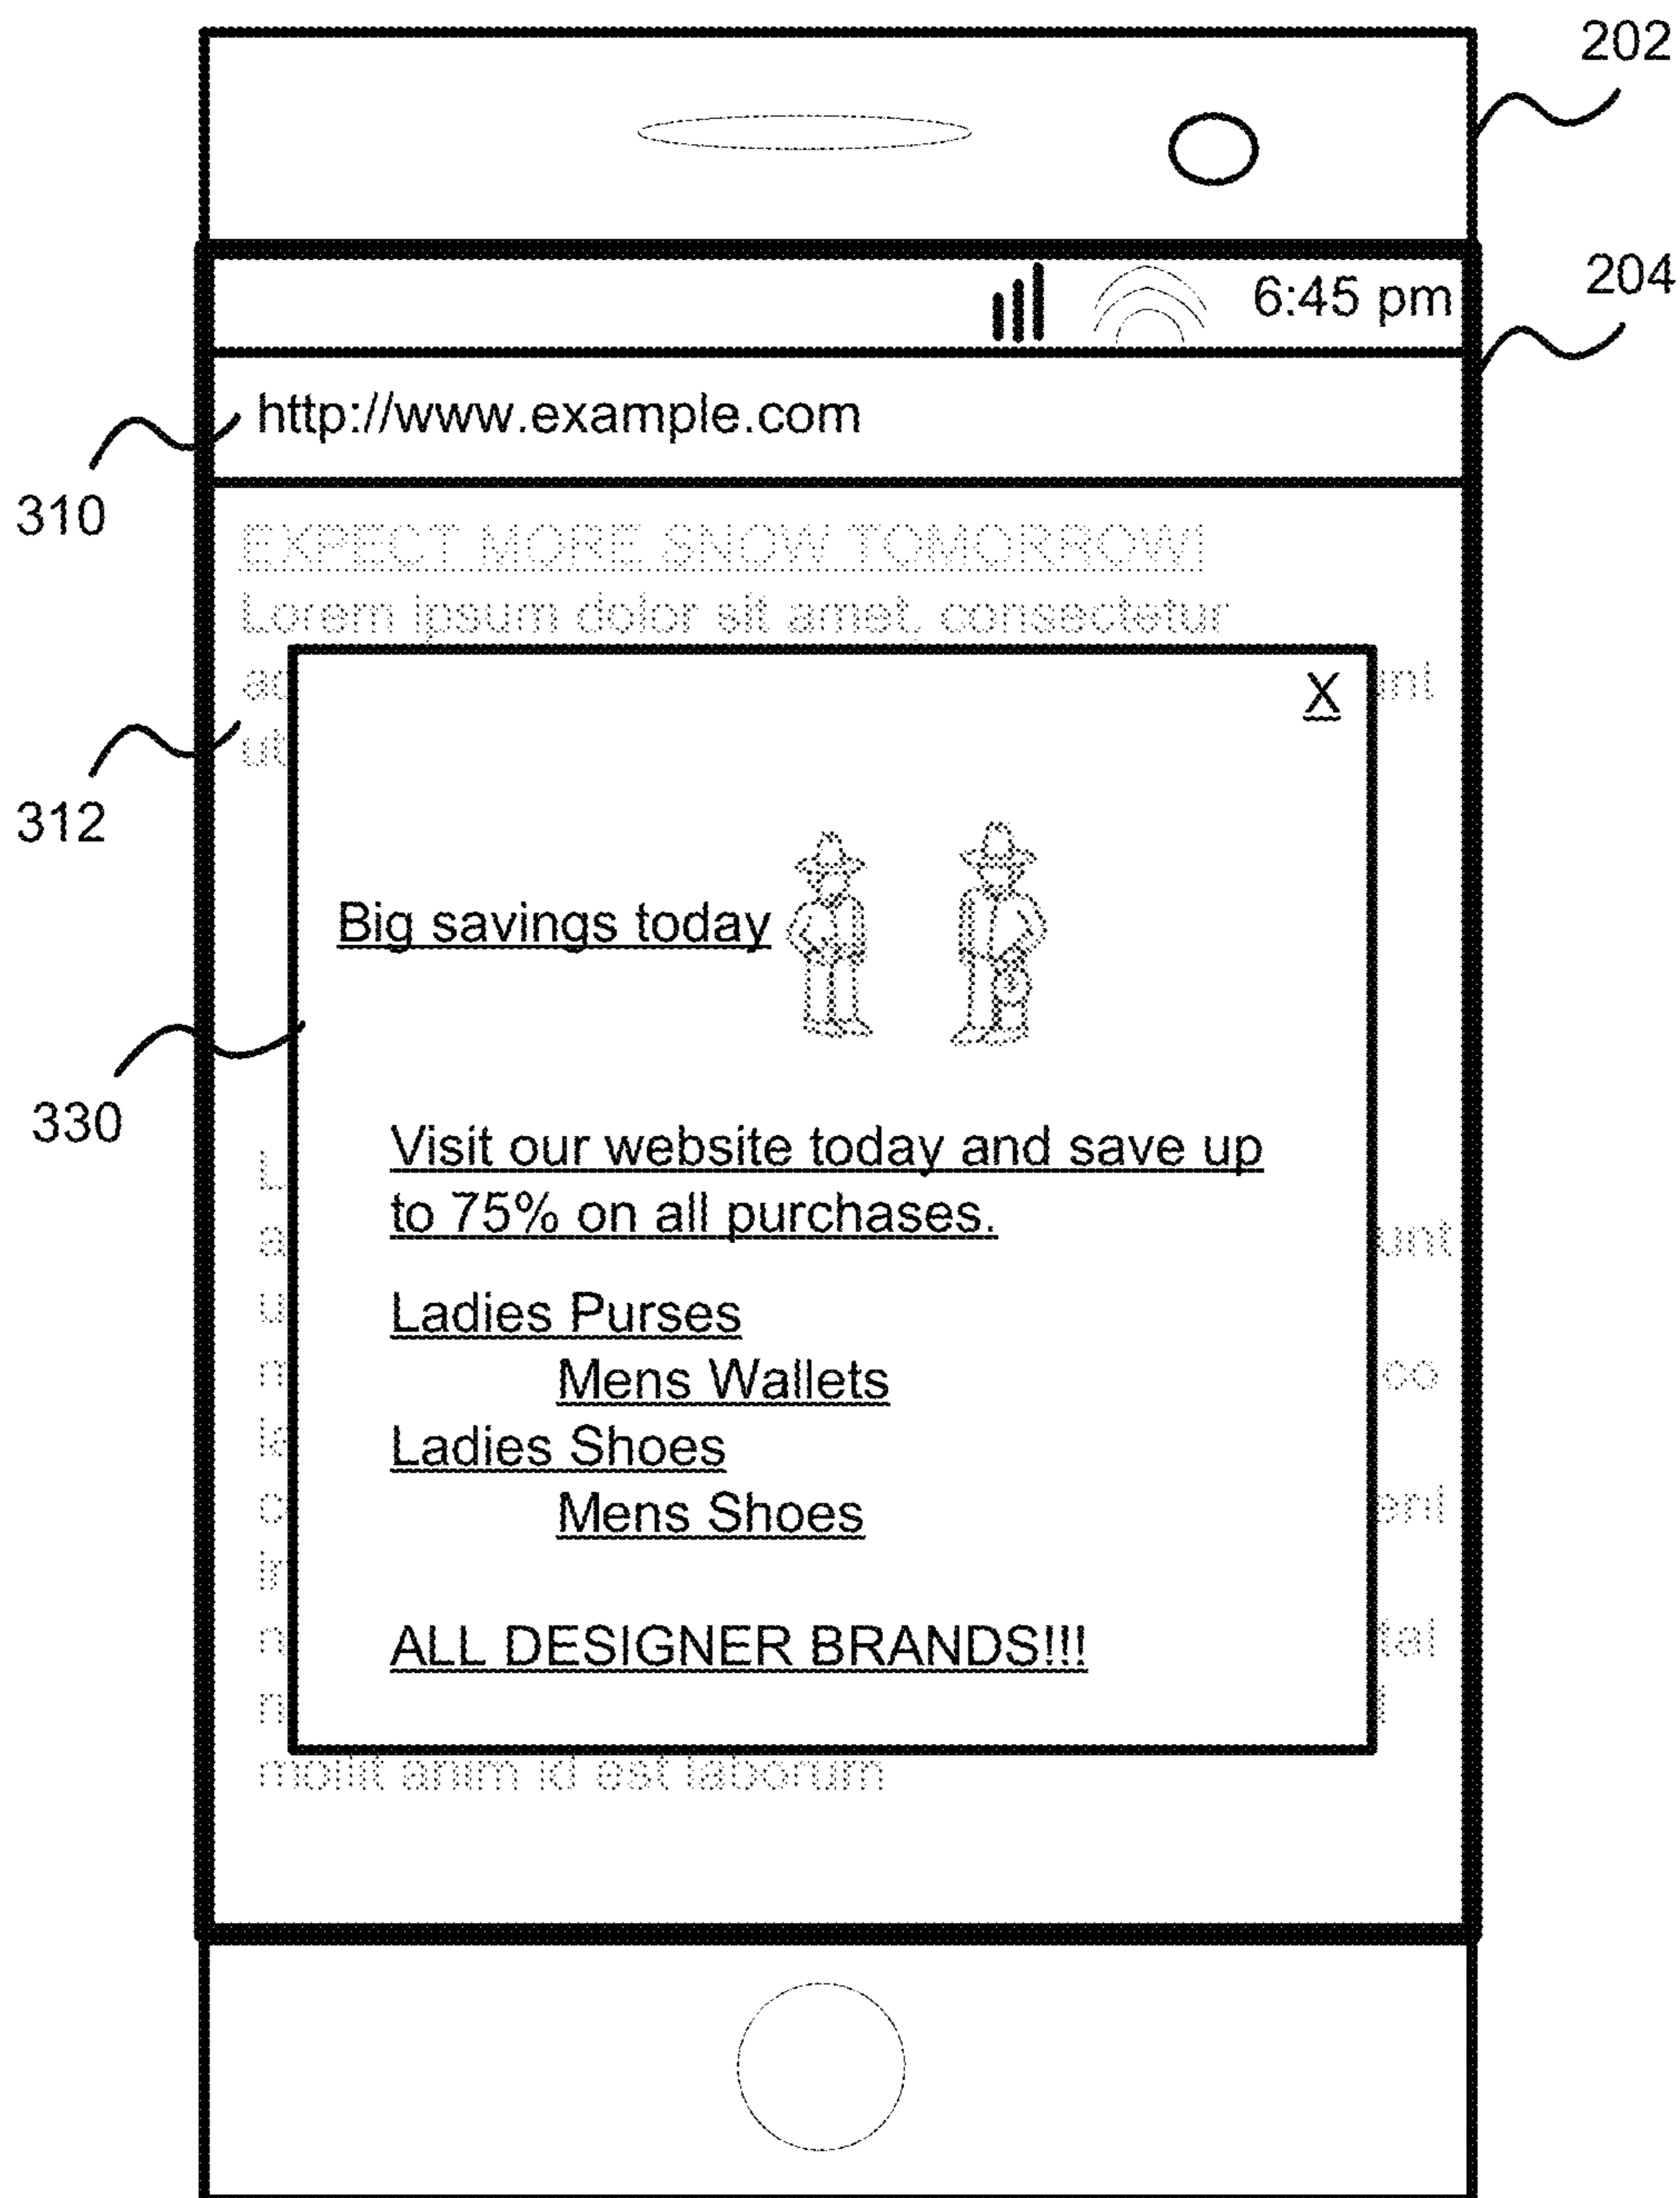 202
6:45 pm
204
http://www.example.com
310
EXPECT MORE SNOW TOMORROW!
Lorem ipsum dolor sit amet, consectetur
X
312
Big savings today
330
Visit our website today and save up
to 75% on all purchases.
Ladies Purses
Mens Wallets
Ladies Shoes
Mens Shoes
ALL DESIGNER BRANDS!!!
mollit anim id est laborum